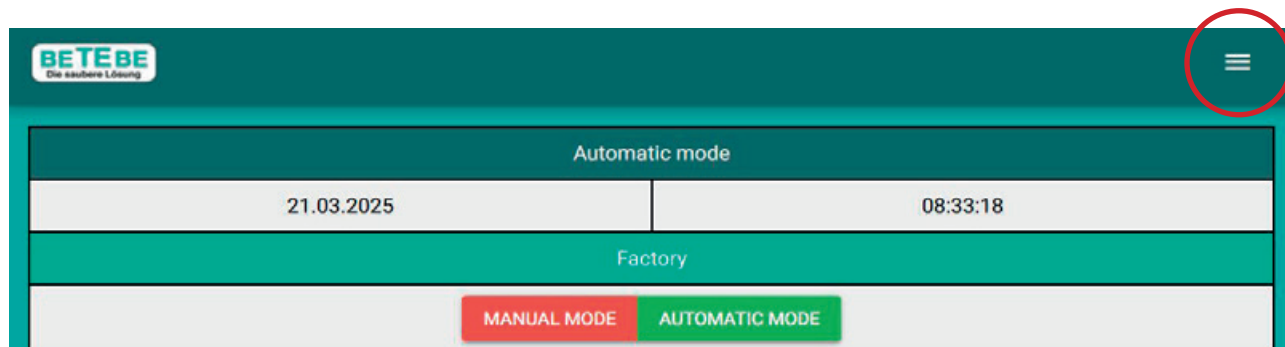 BETEBE
Die saubere Lösung
Automatic mode
21.03.2025 08:33:18
Factory
MANUAL MODE AUTOMATIC MODE